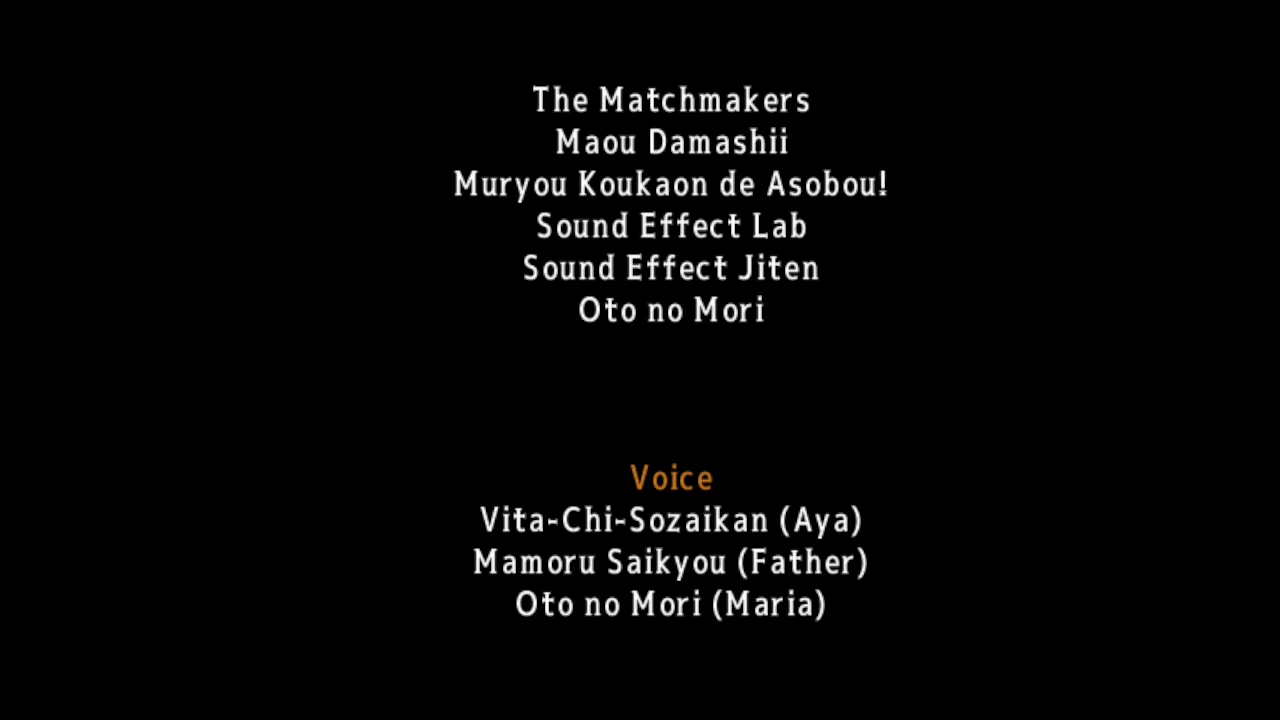 The Matchmakers
Maou Damashii
Muryou Koukaon de Asobou!
Sound Effect Lab
Sound Effect Jiten
Oto no Mori
Voice
Vita-Chi-Sozaikan (Aya)
Mamoru Saikyou (Father)
Oto no Mori (Maria)